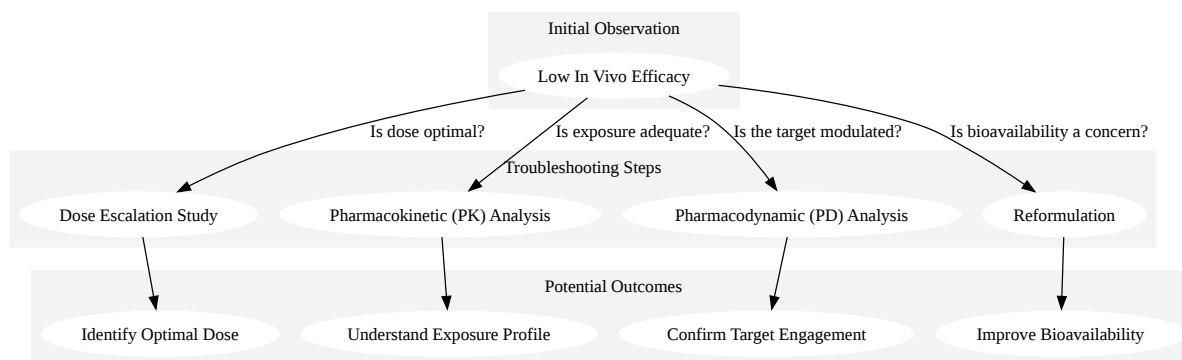 Initial Observation
Low In Vivo Efficacy
Is dose optimal?
Is exposure adequate?
Is the target modulated?
Is bioavailability a concern?
Troubleshooting Steps
Dose Escalation Study
Pharmacokinetic (PK) Analysis
Pharmacodynamic (PD) Analysis
Reformulation
Potential Outcomes
Identify Optimal Dose
Understand Exposure Profile
Confirm Target Engagement
Improve Bioavailability